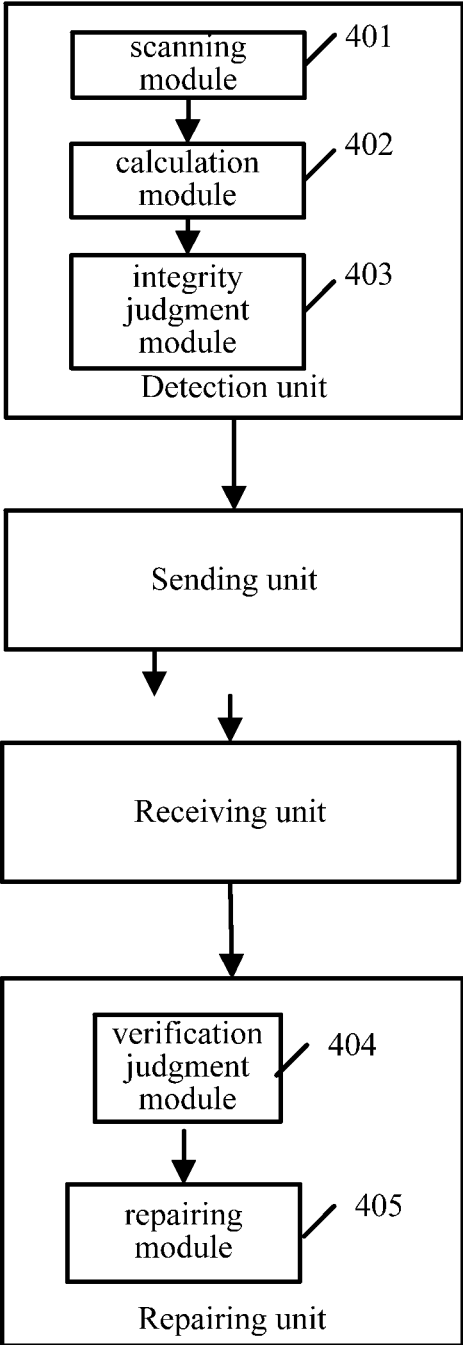 scanning
module
401
calculation
module
402
integrity
judgment
module
403
Detection unit
Sending unit
Receiving unit
verification
judgment
module
404
repairing
module
405
Repairing unit